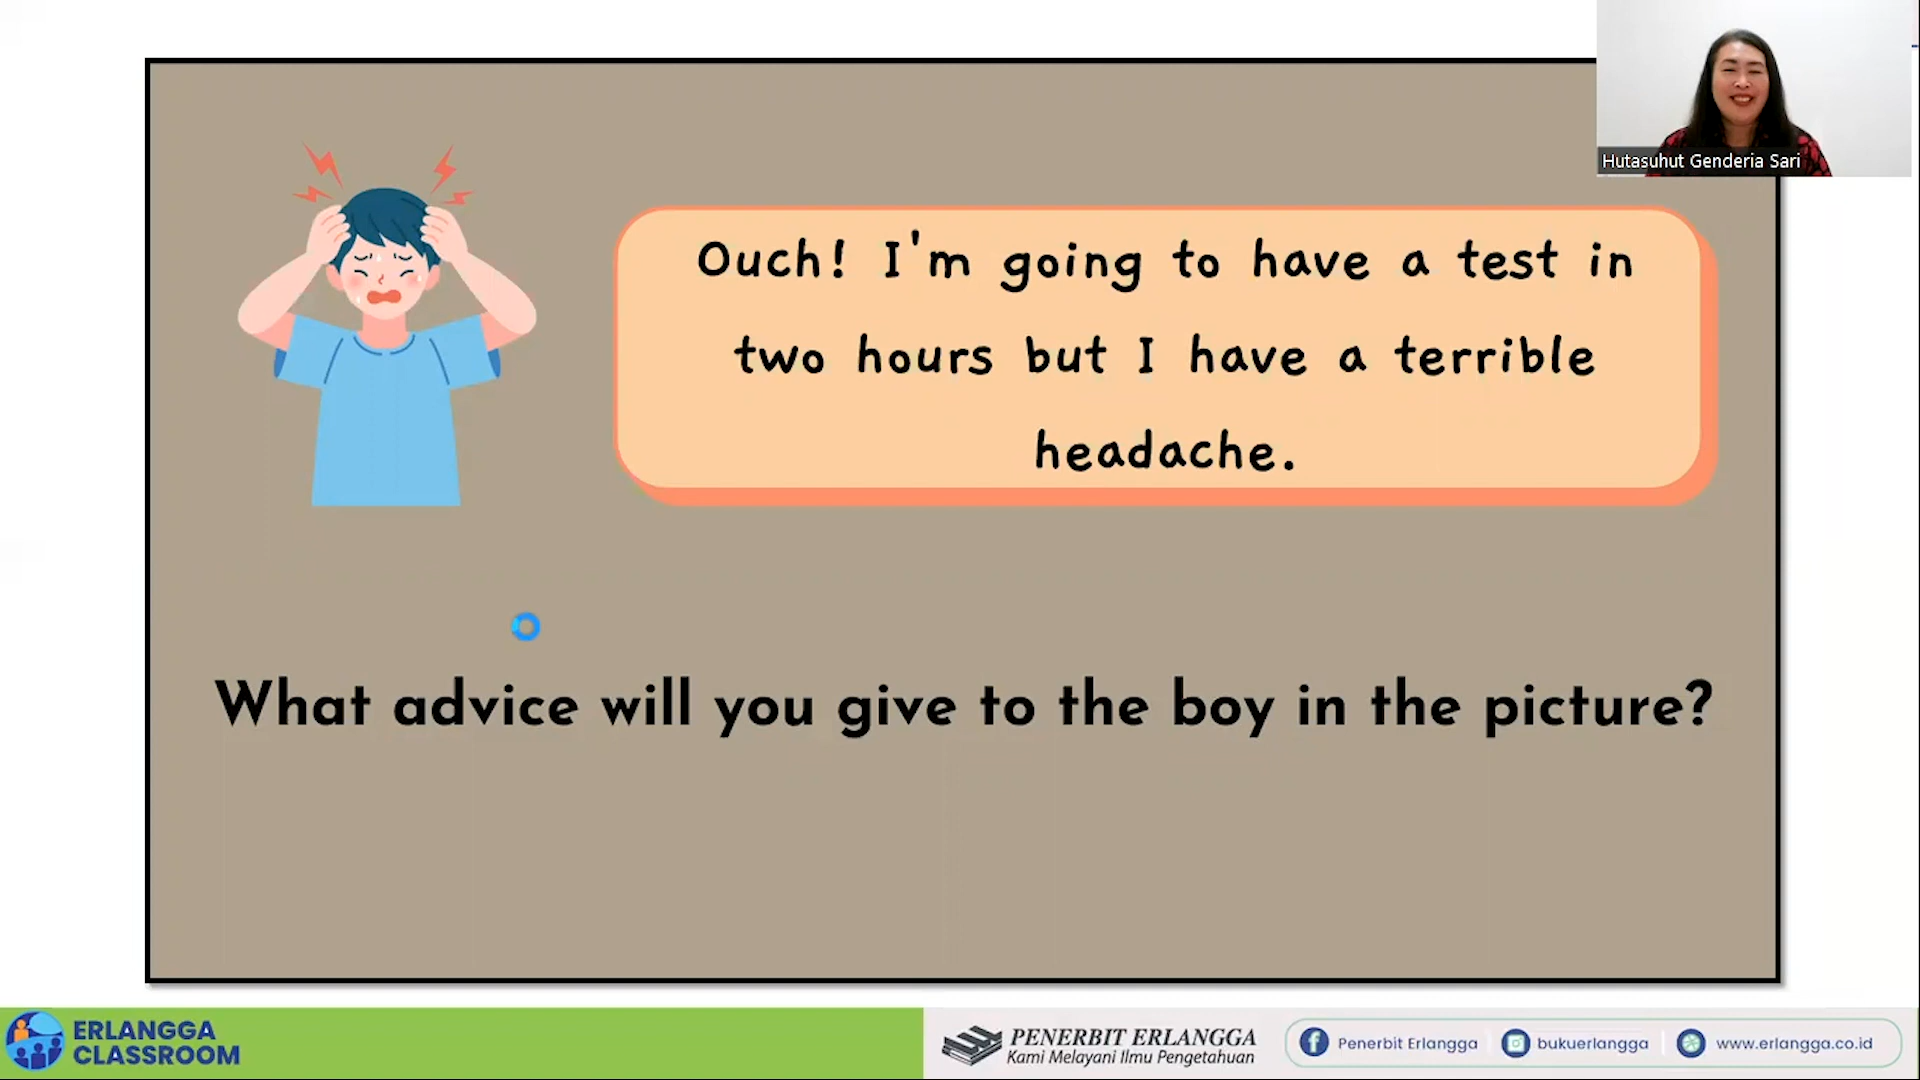 Hutasuhut Genderia Sari
Ouch! I'm going to have a test in
two hours but I have a terrible
headache.
What advice will you give to the boy in the picture?
ERLANGGA
CLASSROOM
PENERBIT ERLANGGA
Kami Melayani Ilmu Pengetahuan
Penerbit Erlangga
bukuerlangga
www.erlangga.co.id